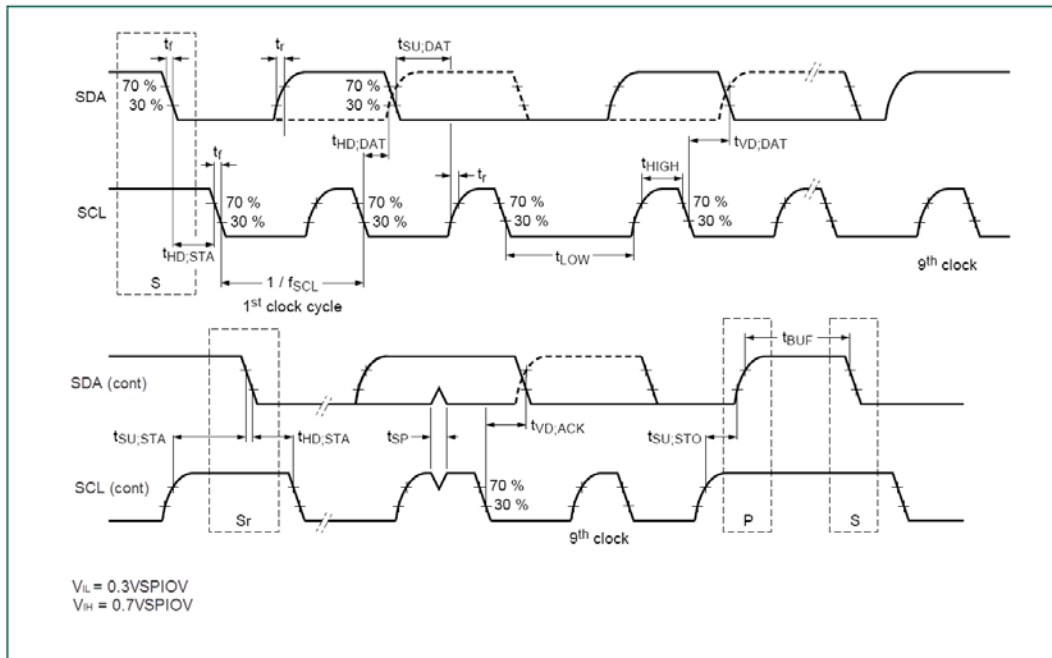 tf
tr
tSU;DAT
SDA
70 %
30 %
70 %
30 %
tHD;DAT
tVD;DAT
tf
tr
tHIGH
SCL
70 %
30 %
70 %
30 %
70 %
30 %
tHD;STA
tLOW
S
1 / fSCL
1st clock cycle
9th clock
tBUF
SDA (cont)
tSU;STA
tHD;STA
tSP
tVD;ACK
tSU;STO
SCL (cont)
70 %
30 %
Sr
9th clock
P
S
VIL = 0.3VSPIOV
VIH = 0.7VSPIOV